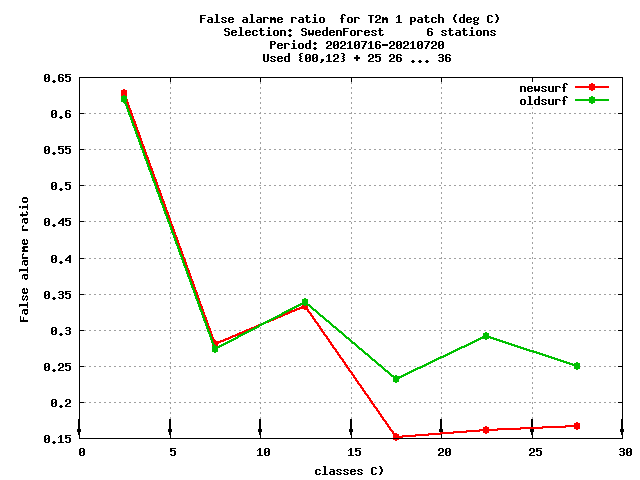 False alarme ratio  for T2m 1 patch (deg C)
Selection: SwedenForest      6 stations
Period: 20210716-20210720
Used {00,12} + 25 26 ... 36
newsurf
oldsurf
0.65
0.6
0.55
0.5
0.45
0.4
0.35
0.3
0.25
0.2
0.15
False alarme ratio
0 5 10 15 20 25 30
classes C)